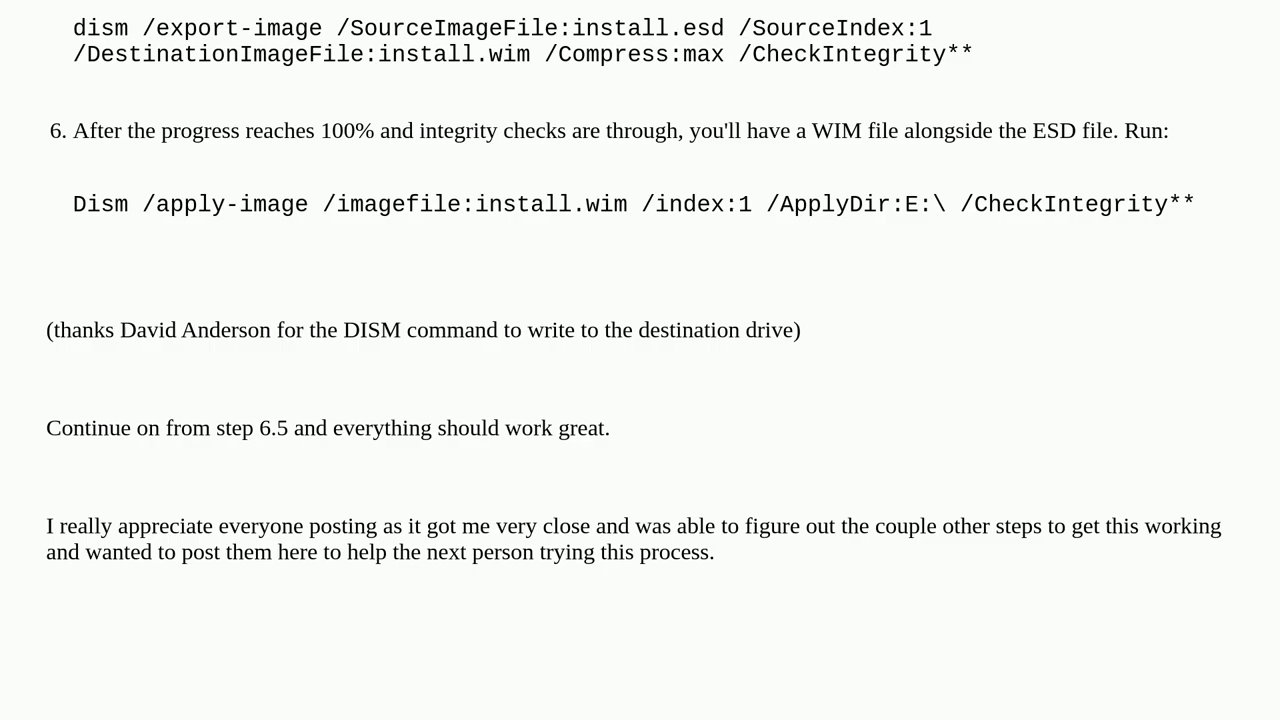 dism /export-image /SourceImageFile:install.esd /SourceIndex:1
/DestinationImageFile:install.wim /Compress:max /CheckIntegrity**
6. After the progress reaches 100% and integrity checks are through, you'll have a WIM file alongside the ESD file. Run:
Dism /apply-image /imagefile:install.wim /index:1 /ApplyDir:E:\ /CheckIntegrity**
(thanks David Anderson for the DISM command to write to the destination drive)
Continue on from step 6.5 and everything should work great.
I really appreciate everyone posting as it got me very close and was able to figure out the couple other steps to get this working
and wanted to post them here to help the next person trying this process.